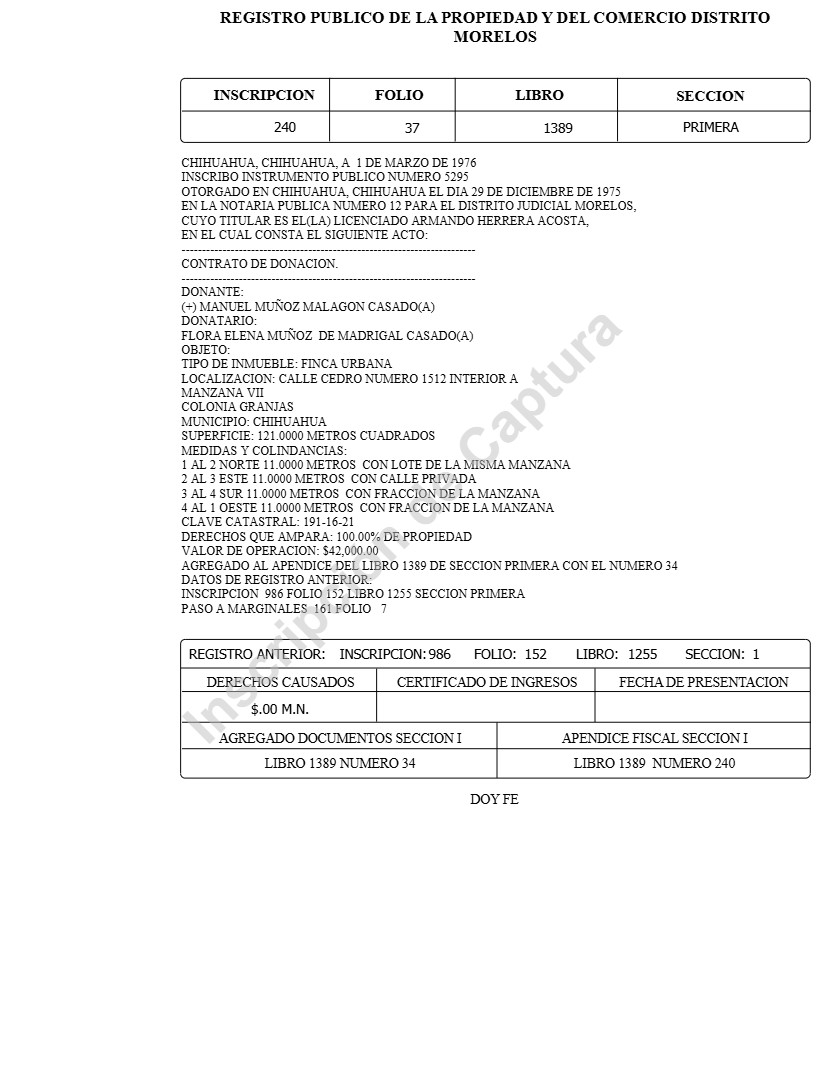 REGISTRO PUBLICO DE LA PROPIEDAD Y DEL COMERCIO DISTRITO
MORELOS
INSCRIPCION FOLIO LIBRO SECCION
240 37 1389 PRIMERA
CHIHUAHUA, CHIHUAHUA, A 1 DE MARZO DE 1976
INSCRIBO INSTRUMENTO PUBLICO NUMERO 5295
OTORGADO EN CHIHUAHUA, CHIHUAHUA EL DIA 29 DE DICIEMBRE DE 1975
EN LA NOTARIA PUBLICA NUMERO 12 PARA EL DISTRITO JUDICIAL MORELOS,
CUYO TITULAR ES EL(LA) LICENCIADO ARMANDO HERRERA ACOSTA,
EN EL CUAL CONSTA EL SIGUIENTE ACTO:
------------------------------------------------------------------------
CONTRATO DE DONACION.
------------------------------------------------------------------------
DONANTE:
(+) MANUEL MUÑOZ MALAGON CASADO(A)
DONATARIO:
FLORA ELENA MUÑOZ DE MADRIGAL CASADO(A)
OBJETO:
TIPO DE INMUEBLE: FINCA URBANA
LOCALIZACION: CALLE CEDRO NUMERO 1512 INTERIOR A
MANZANA VII
COLONIA GRANJAS
MUNICIPIO: CHIHUAHUA
SUPERFICIE: 121.0000 METROS CUADRADOS
MEDIDAS Y COLINDANCIAS:
1 AL 2 NORTE 11.0000 METROS CON LOTE DE LA MISMA MANZANA
2 AL 3 ESTE 11.0000 METROS CON CALLE PRIVADA
3 AL 4 SUR 11.0000 METROS CON FRACCION DE LA MANZANA
4 AL 1 OESTE 11.0000 METROS CON FRACCION DE LA MANZANA
CLAVE CATASTRAL: 191-16-21
DERECHOS QUE AMPARA: 100.00% DE PROPIEDAD
VALOR DE OPERACION: $42,000.00
AGREGADO AL APENDICE DEL LIBRO 1389 DE SECCION PRIMERA CON EL NUMERO 34
DATOS DE REGISTRO ANTERIOR:
INSCRIPCION 986 FOLIO 152 LIBRO 1255 SECCION PRIMERA
PASO A MARGINALES 161 FOLIO 7
Inscripcion de Captura
REGISTRO ANTERIOR: INSCRIPCION: 986 FOLIO: 152 LIBRO: 1255 SECCION: 1
DERECHOS CAUSADOS CERTIFICADO DE INGRESOS FECHA DE PRESENTACION
$.00 M.N.
AGREGADO DOCUMENTOS SECCION I APENDICE FISCAL SECCION I
LIBRO 1389 NUMERO 34 LIBRO 1389 NUMERO 240
DOY FE